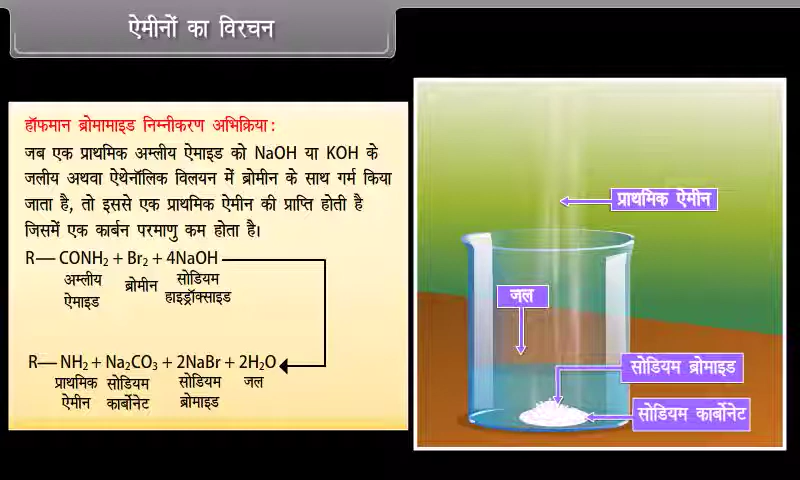 ऐमीनों का विरचन
हॉफमान ब्रोमामाइड निम्नीकरण अभिक्रिया :
जब एक प्राथमिक अम्लीय ऐमाइड को NaOH या KOH के
जलीय अथवा ऐथेनॉलिक विलयन में ब्रोमीन के साथ गर्म किया
जाता है, तो इससे एक प्राथमिक ऐमीन की प्राप्ति होती है
जिसमें एक कार्बन परमाणु कम होता है।
R— CONH₂ + Br₂ + 4NaOH
अम्लीय ऐमाइड
ब्रोमीन
सोडियम हाइड्रॉक्साइड
R— NH₂ + Na₂CO₃ + 2NaBr + 2H₂O
प्राथमिक ऐमीन
सोडियम कार्बोनेट
सोडियम ब्रोमाइड
जल
प्राथमिक ऐमीन
जल
सोडियम ब्रोमाइड
सोडियम कार्बोनेट